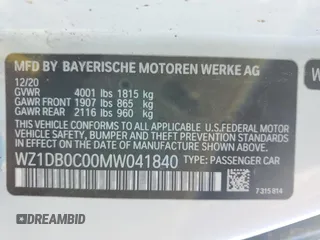 MFD BY BAYERISCHE MOTOREN WERKE AG
12/20
GVWR 4001 lbs 1815 kg
GAWR FRONT 1907 lbs 865 kg
GAWR REAR 2116 lbs 960 kg
THIS VEHICLE CONFORMS TO ALL APPLICABLE
U.S.FEDERAL MOTOR VEHICLE SAFETY, BUMPER,
AND THEFT PREVENTION STANDARDS IN EFFECT
ON THE DATE OF MANUFACTURE SHOWN ABOVE.
WZ1DB0C00MW041840 TYPE: PASSENGER CAR
7315914